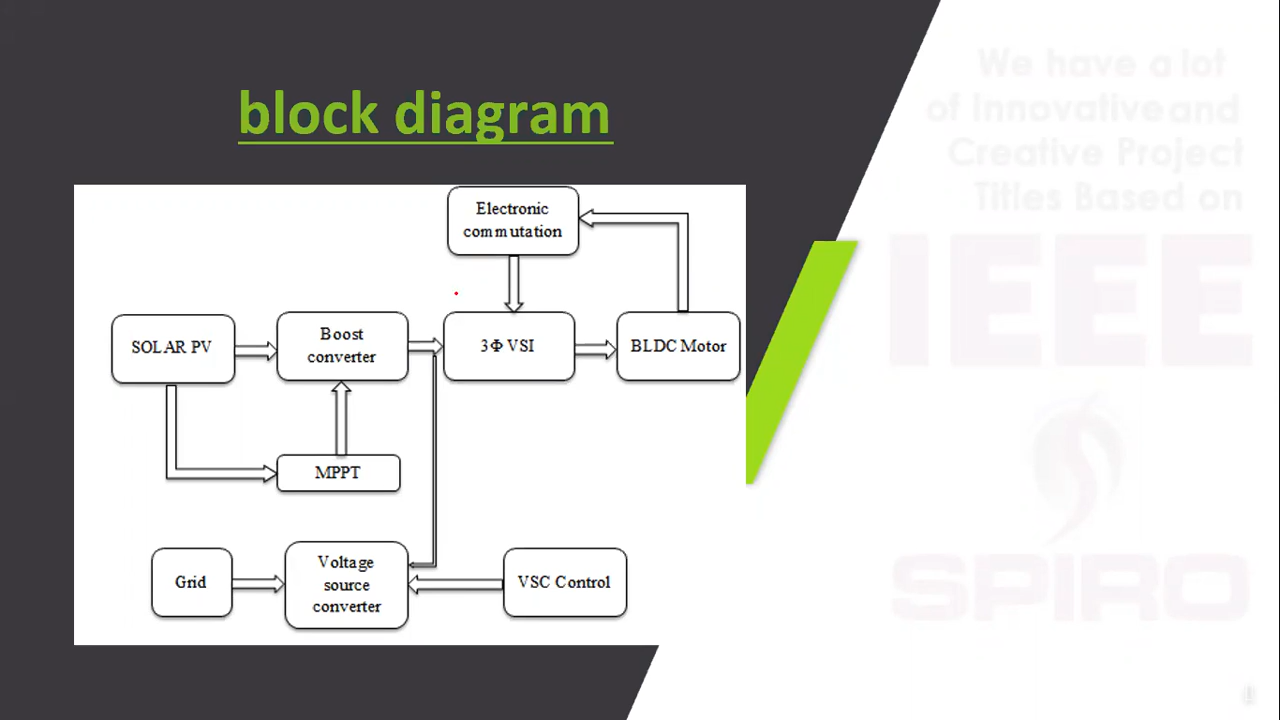 block diagram
We have a lot
of Innovative and
Creative Project
Titles Based on
IEEE
SPIRO
Electronic
commutation
SOLAR PV
Boost
converter
3Φ VSI
BLDC Motor
MPPT
Grid
Voltage
source
converter
VSC Control